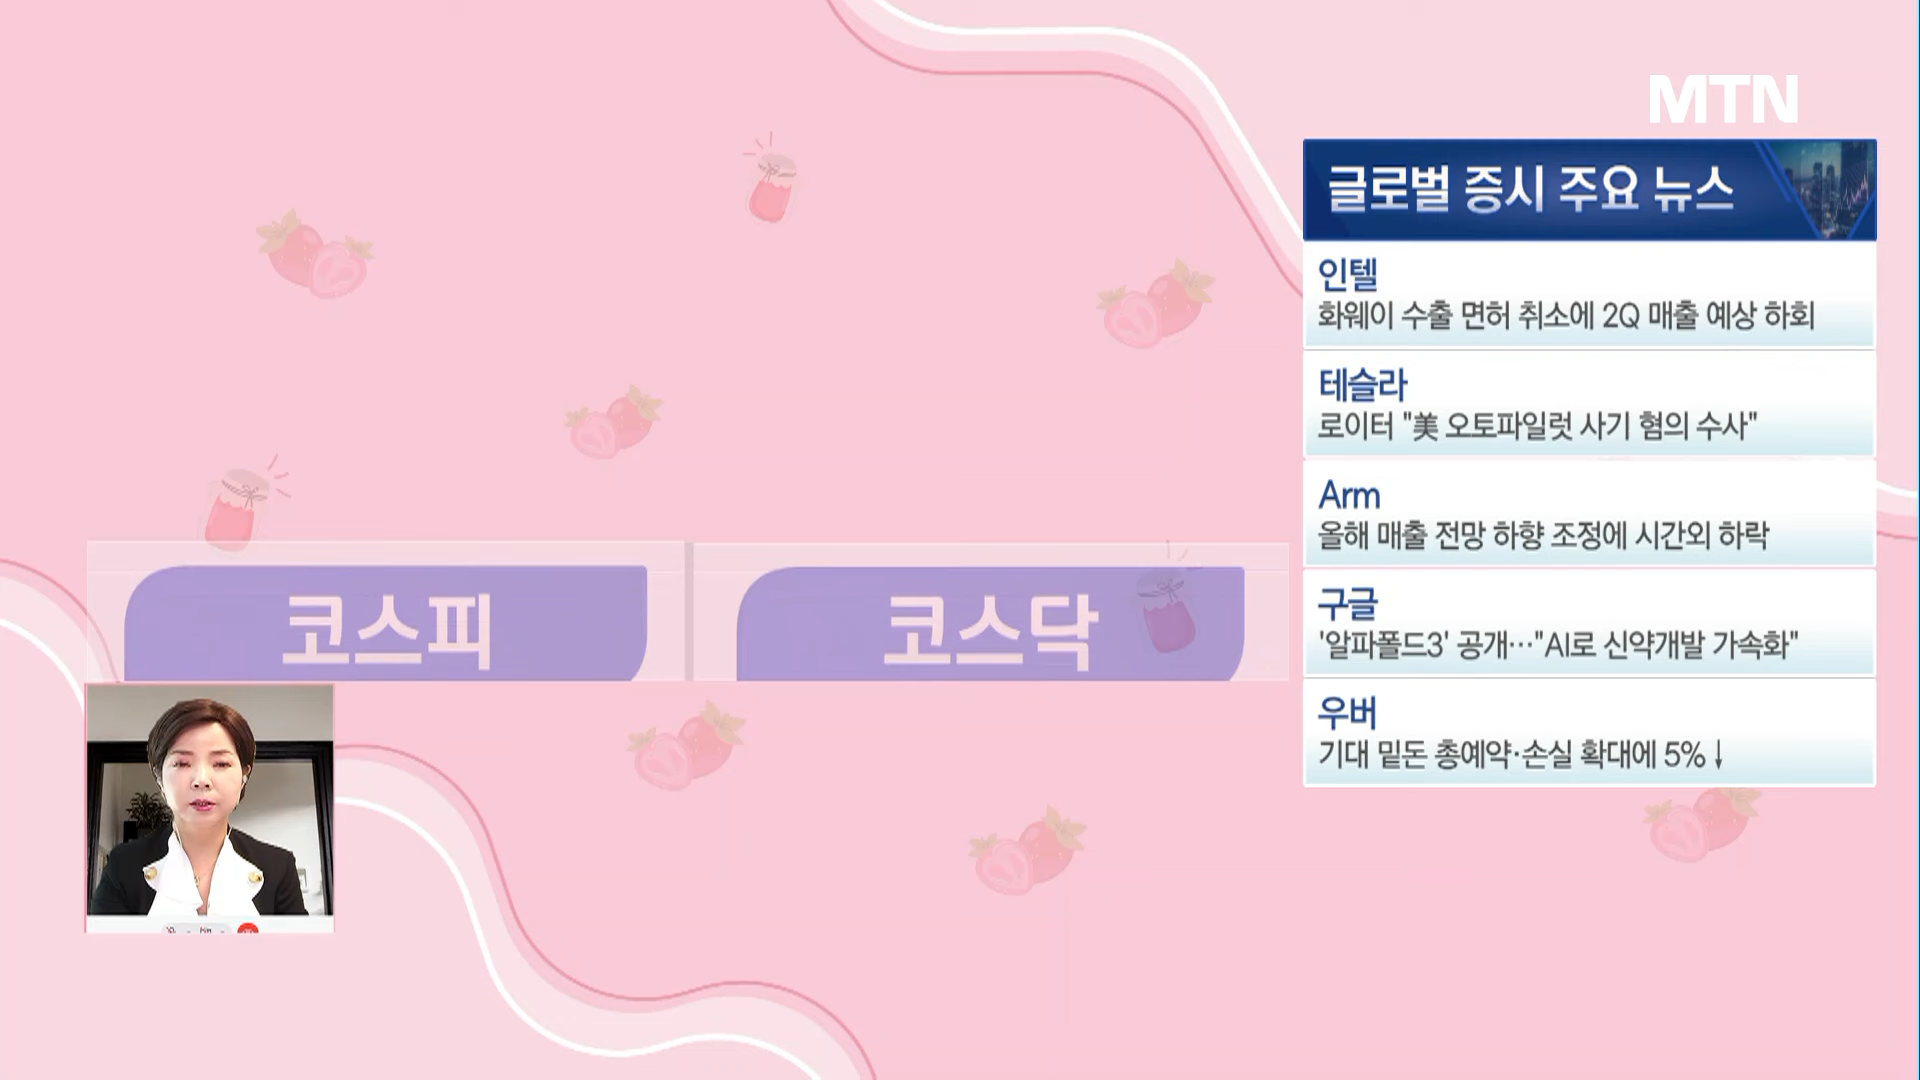 MTN
글로벌 증시 주요 뉴스
인텔
화웨이 수출 면허 취소에 2Q 매출 예상 하회
테슬라
로이터 "美 오토파일럿 사기 혐의 수사"
Arm
올해 매출 전망 하향 조정에 시간외 하락
구글
'알파폴드3' 공개…"AI로 신약개발 가속화"
우버
기대 밑돈 총예약·손실 확대에 5%↓
코스피
코스닥